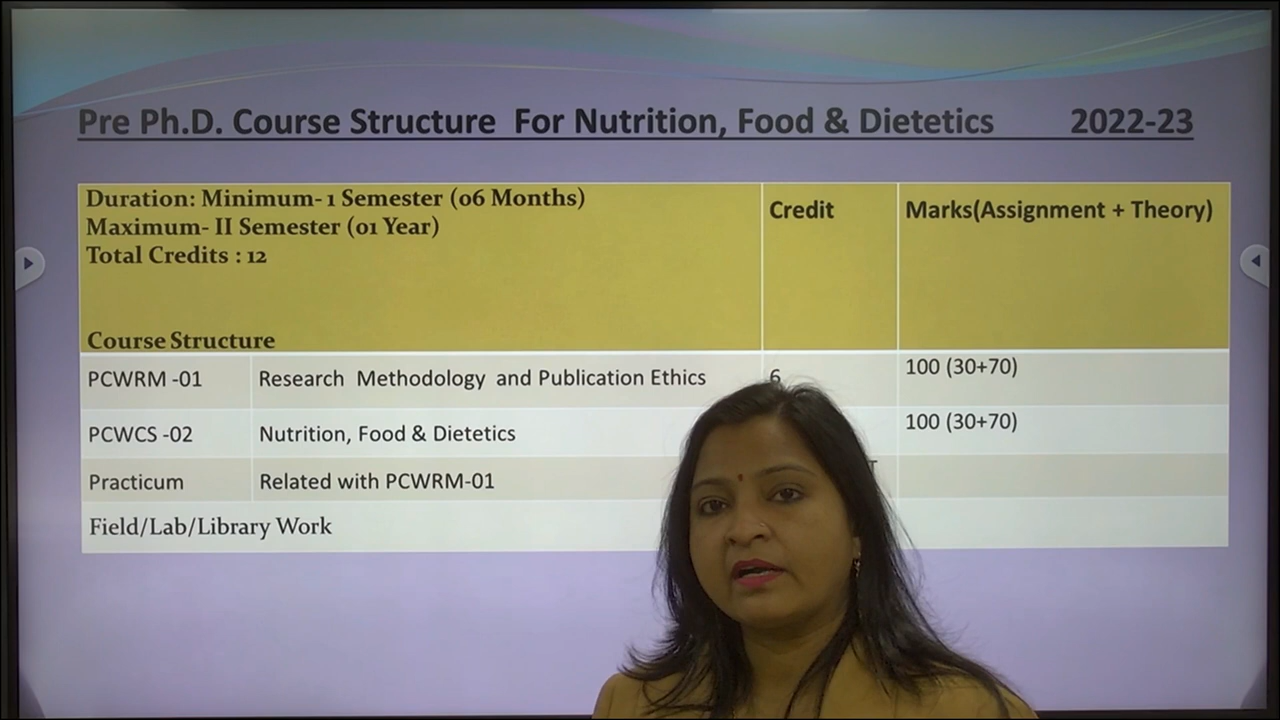 Pre Ph.D. Course Structure For Nutrition, Food & Dietetics 2022-23
Duration: Minimum- 1 Semester (06 Months)
Maximum- II Semester (01 Year)
Total Credits : 12
Course Structure
Credit
Marks(Assignment + Theory)
PCWRM -01 Research Methodology and Publication Ethics 6 100 (30+70)
PCWCS -02 Nutrition, Food & Dietetics 100 (30+70)
Practicum Related with PCWRM-01
Field/Lab/Library Work